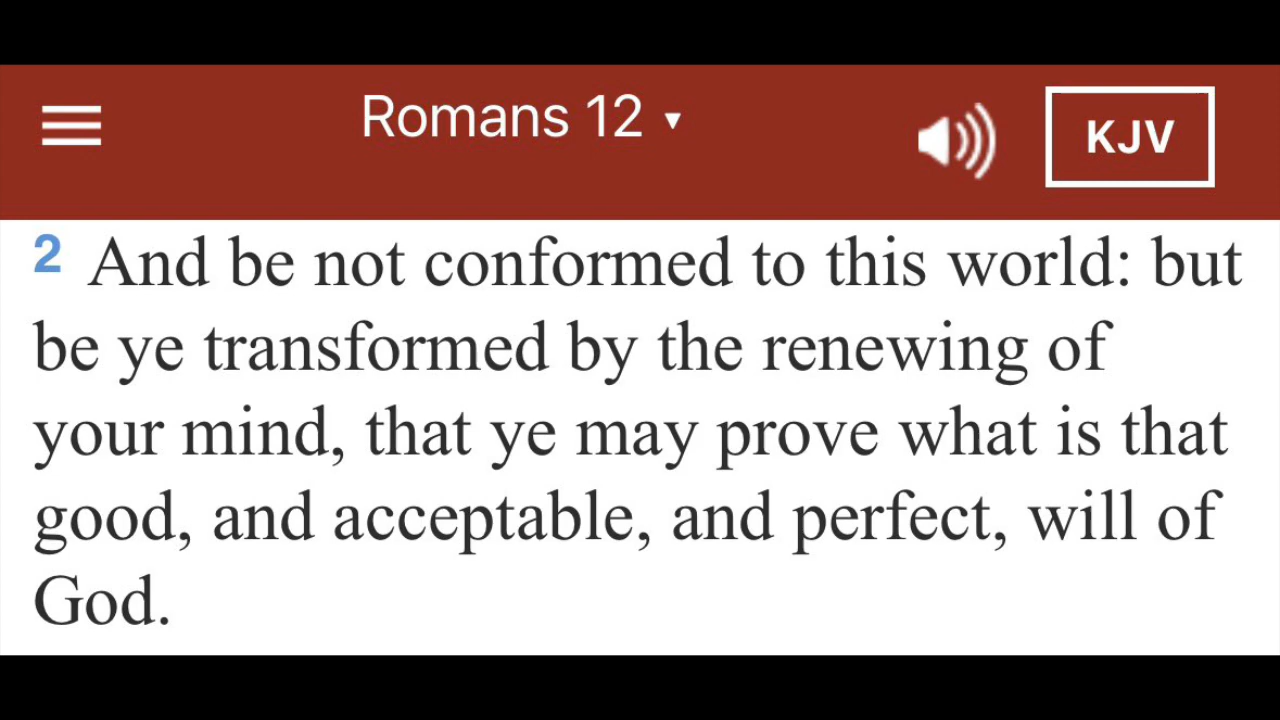 Romans 12 ▾
KJV
2 And be not conformed to this world: but
be ye transformed by the renewing of
your mind, that ye may prove what is that
good, and acceptable, and perfect, will of
God.